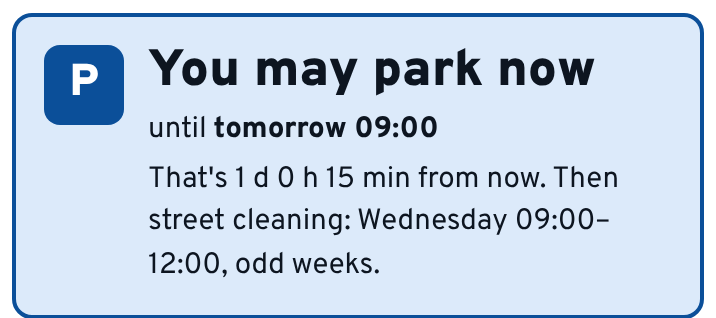 P
You may park now
until tomorrow 09:00
That's 1 d 0 h 15 min from now. Then
street cleaning: Wednesday 09:00–
12:00, odd weeks.